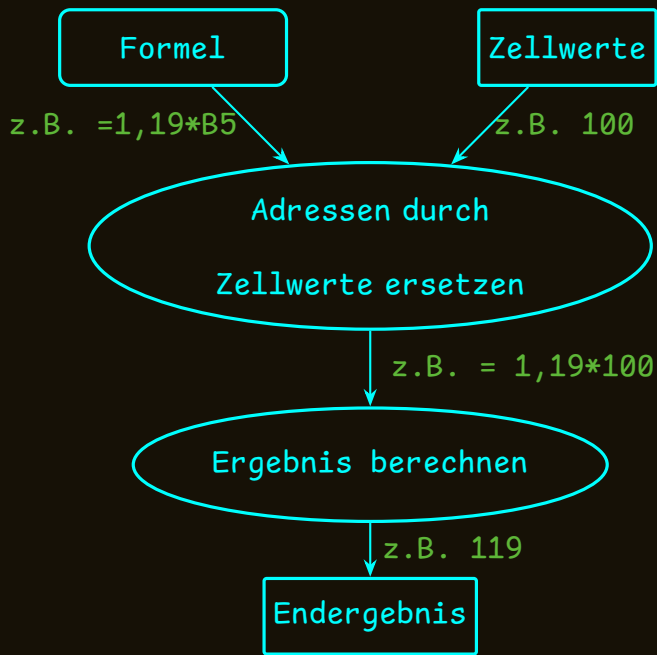 Formel
Zellwerte
z.B. =1,19*B5
z.B. 100
Adressen durch
Zellwerte ersetzen
z.B. = 1,19*100
Ergebnis berechnen
z.B. 119
Endergebnis